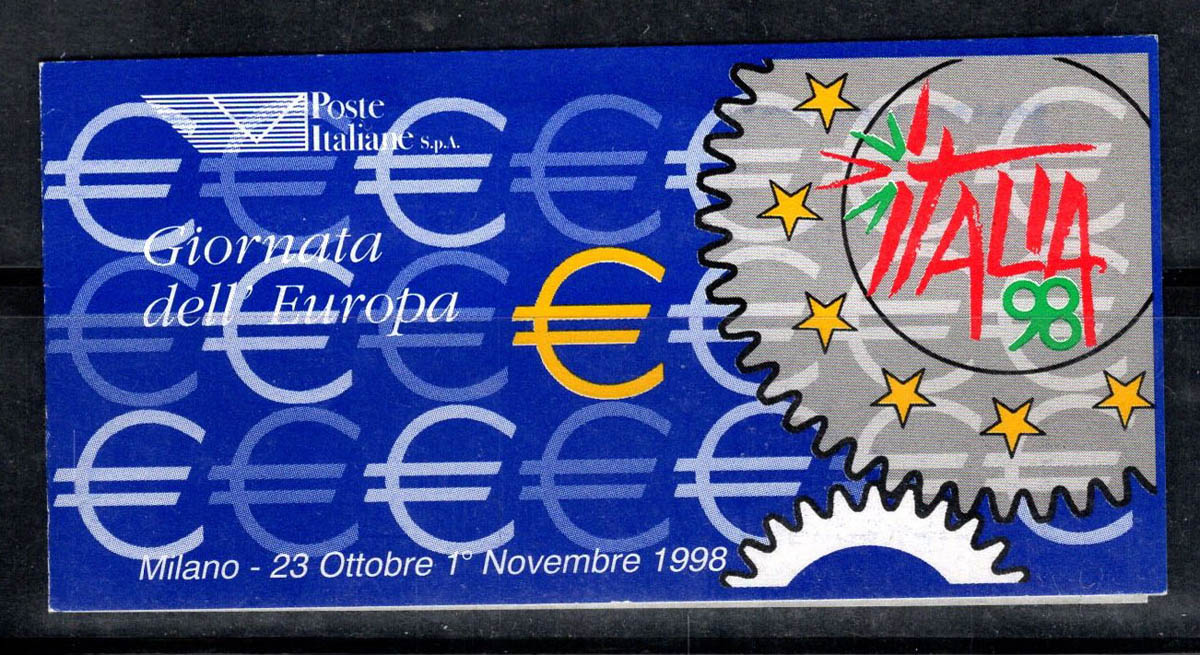 Poste
Italiane S.p.A.
Giornata
dell' Europa
€
ITALIA
98
Milano - 23 Ottobre 1° Novembre 1998